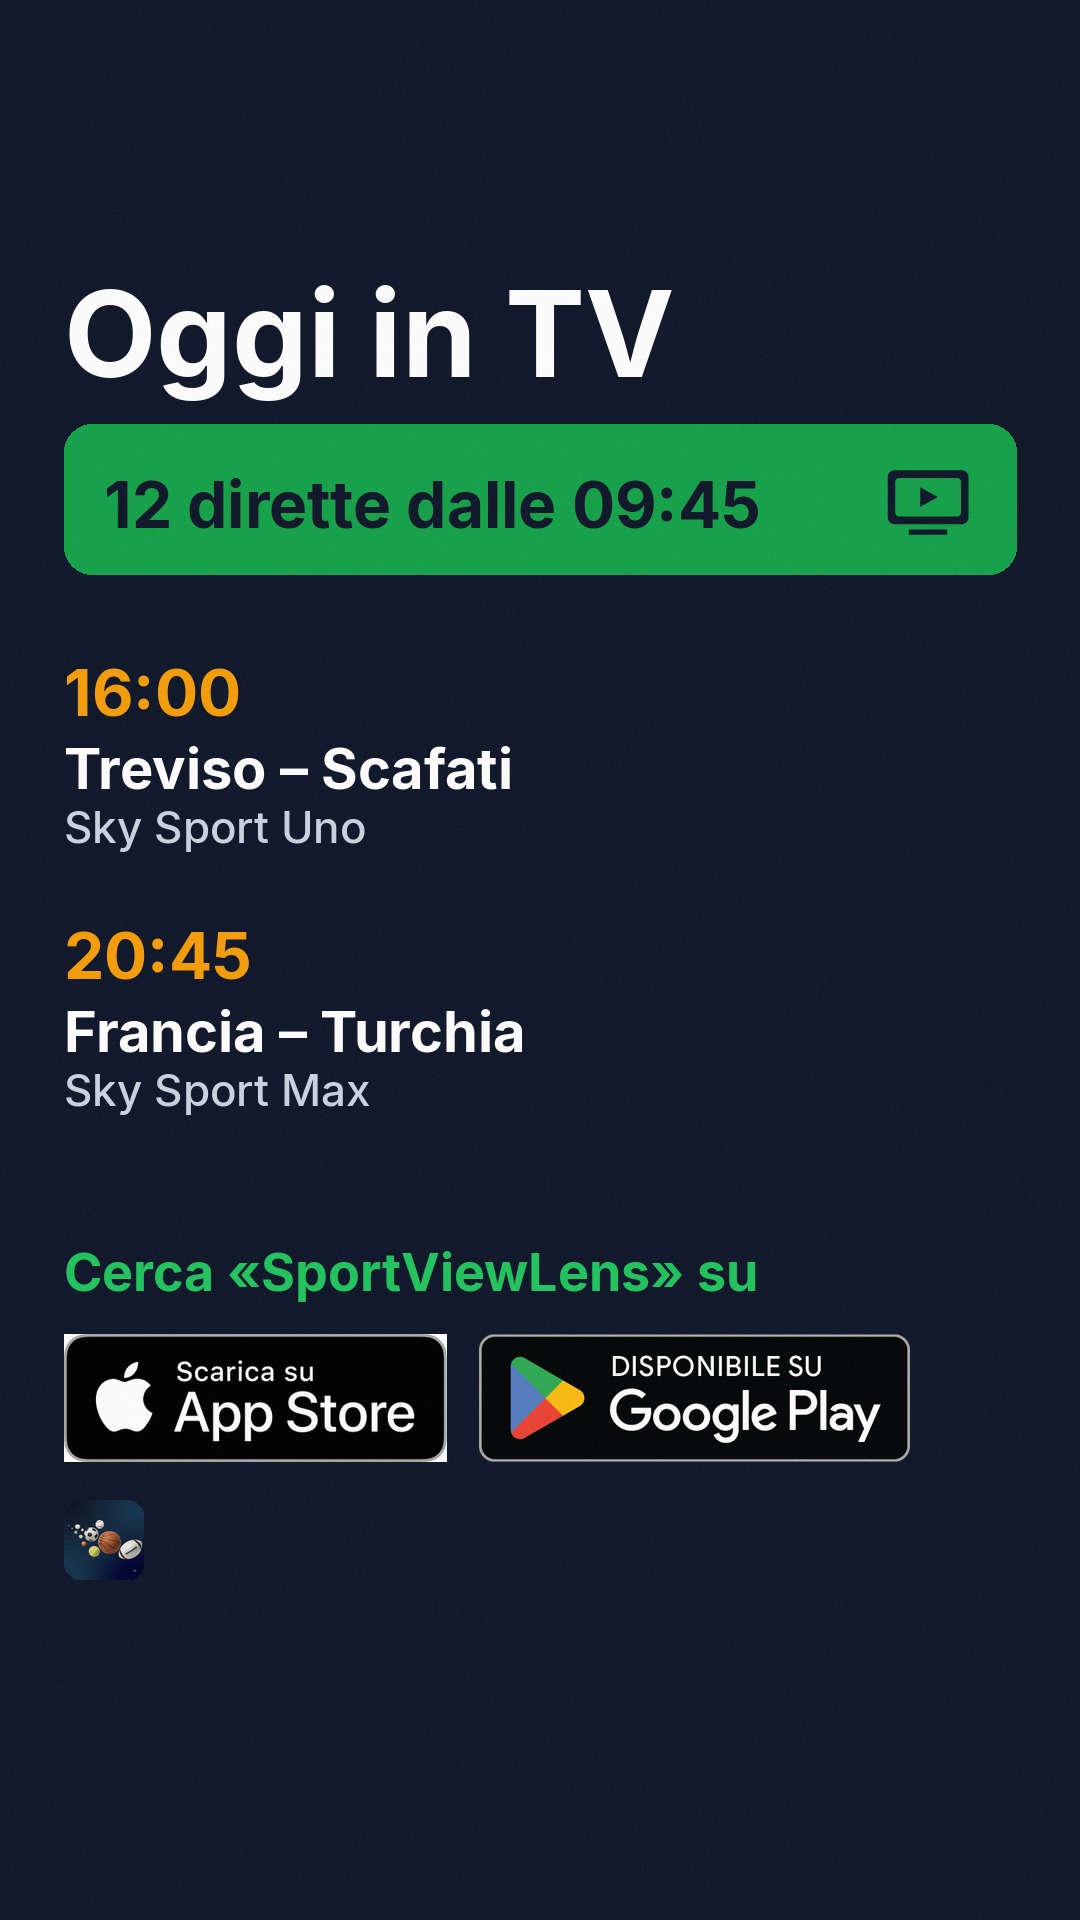 Oggi in TV
12 dirette dalle 09:45
16:00
Treviso – Scafati
Sky Sport Uno
20:45
Francia – Turchia
Sky Sport Max
Cerca «SportViewLens» su
Scarica su
App Store
DISPONIBILE SU
Google Play